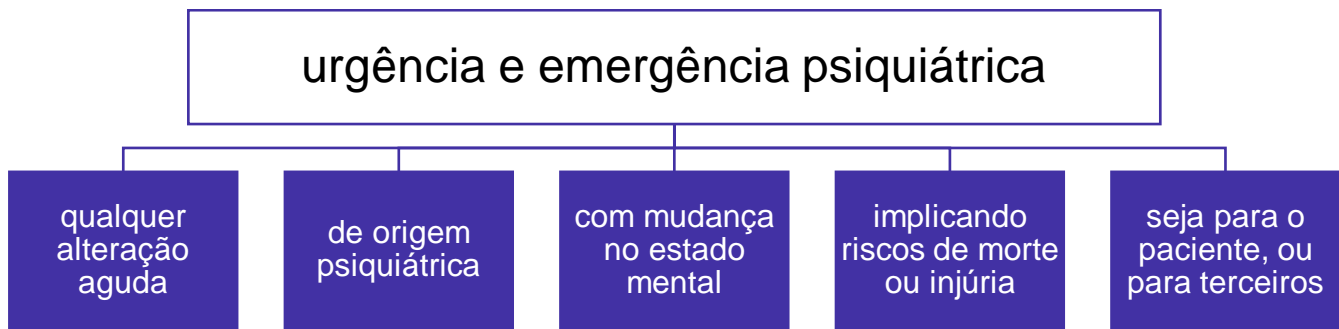 urgência e emergência psiquiátrica
qualquer
alteração
aguda
de origem
psiquiátrica
com mudança
no estado
mental
implicando
riscos de morte
ou injúria
seja para o
paciente, ou
para terceiros